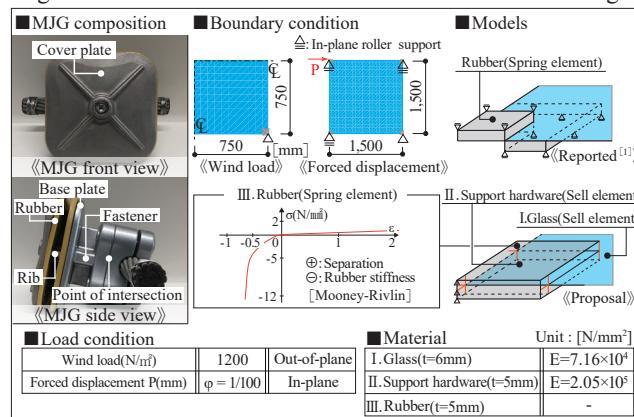 ■MJG composition
Cover plate
《MJG front view》
Base plate
Rubber
Fastener
Rib
Point of intersection
《MJG side view》
■Boundary condition
:In-plane roller support
P
750
1,500
750
[mm]
1,500
《Wind load》
《Forced displacement》
III.Rubber(Spring element)
σ(N/m㎡)
2
ε
-1
-0.5
0
1
2
-5
-12
⊕:Separation
⊖:Rubber stiffness
[Mooney-Rivlin]
■Models
Rubber(Spring element)
《Reported[1]》
II.Support hardware(Sell element)
I.Glass(Sell element)
《Proposal》
■Load condition
Wind load(N/㎡) 1200 Out-of-plane
Forced displacement P(mm) φ = 1/100 In-plane
■Material Unit : [N/mm²]
I.Glass(t=6mm) E=7.16×10⁴
II.Support hardware(t=5mm) E=2.05×10⁵
III.Rubber(t=5mm) -